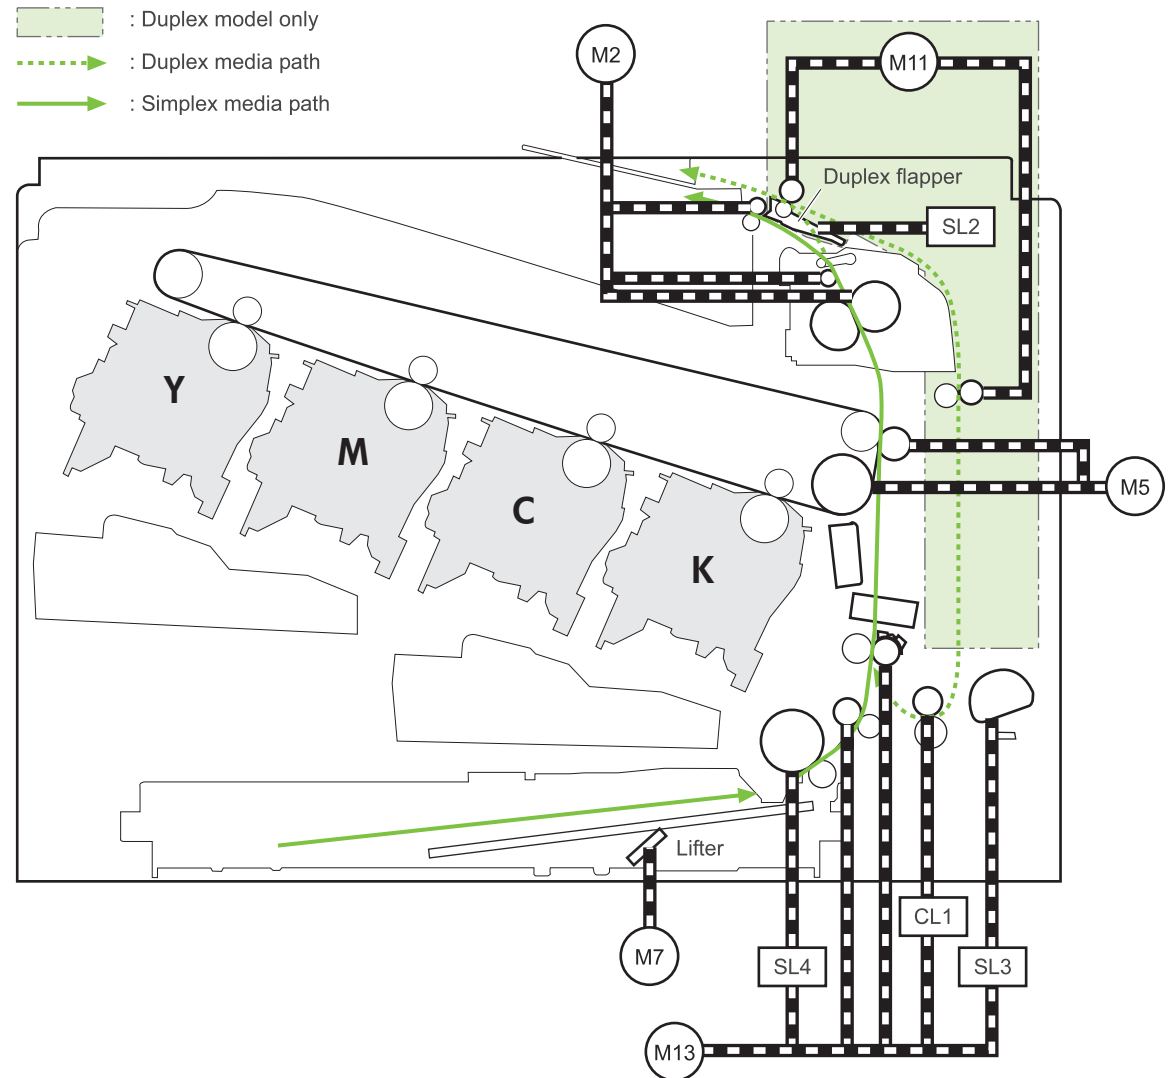 : Duplex model only
: Duplex media path
: Simplex media path
M2
M11
Duplex flapper
SL2
Y
M
C
K
M5
Lifter
M7
CL1
SL4
SL3
M13